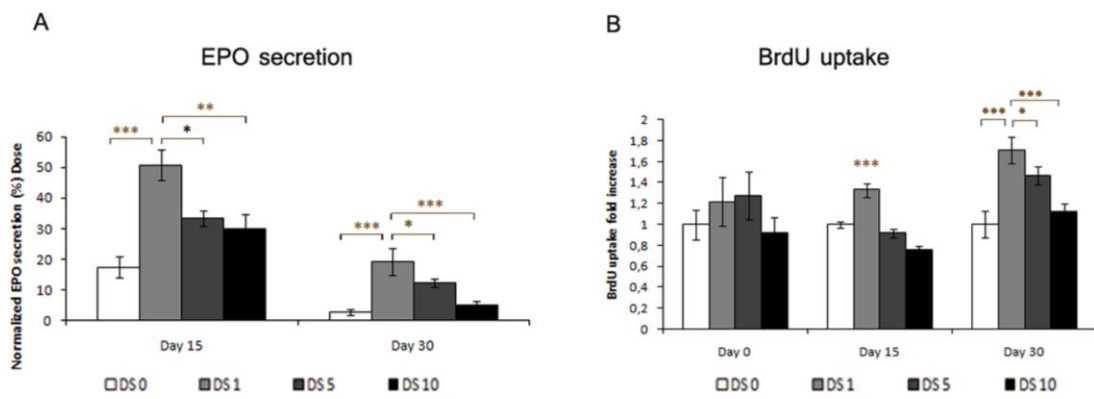 A
EPO secretion
Normalized EPO secretion (%) Dose
60
50
40
30
20
10
0
***
**
*
***
***
*
Day 15
Day 30
DS 0
DS 1
DS 5
DS 10
B
BrdU uptake
BrdU uptake fold increase
2
1,8
1,6
1,4
1,2
1
0,8
0,6
0,4
0,2
0
***
***
***
*
Day 0
Day 15
Day 30
DS 0
DS 1
DS 5
DS 10